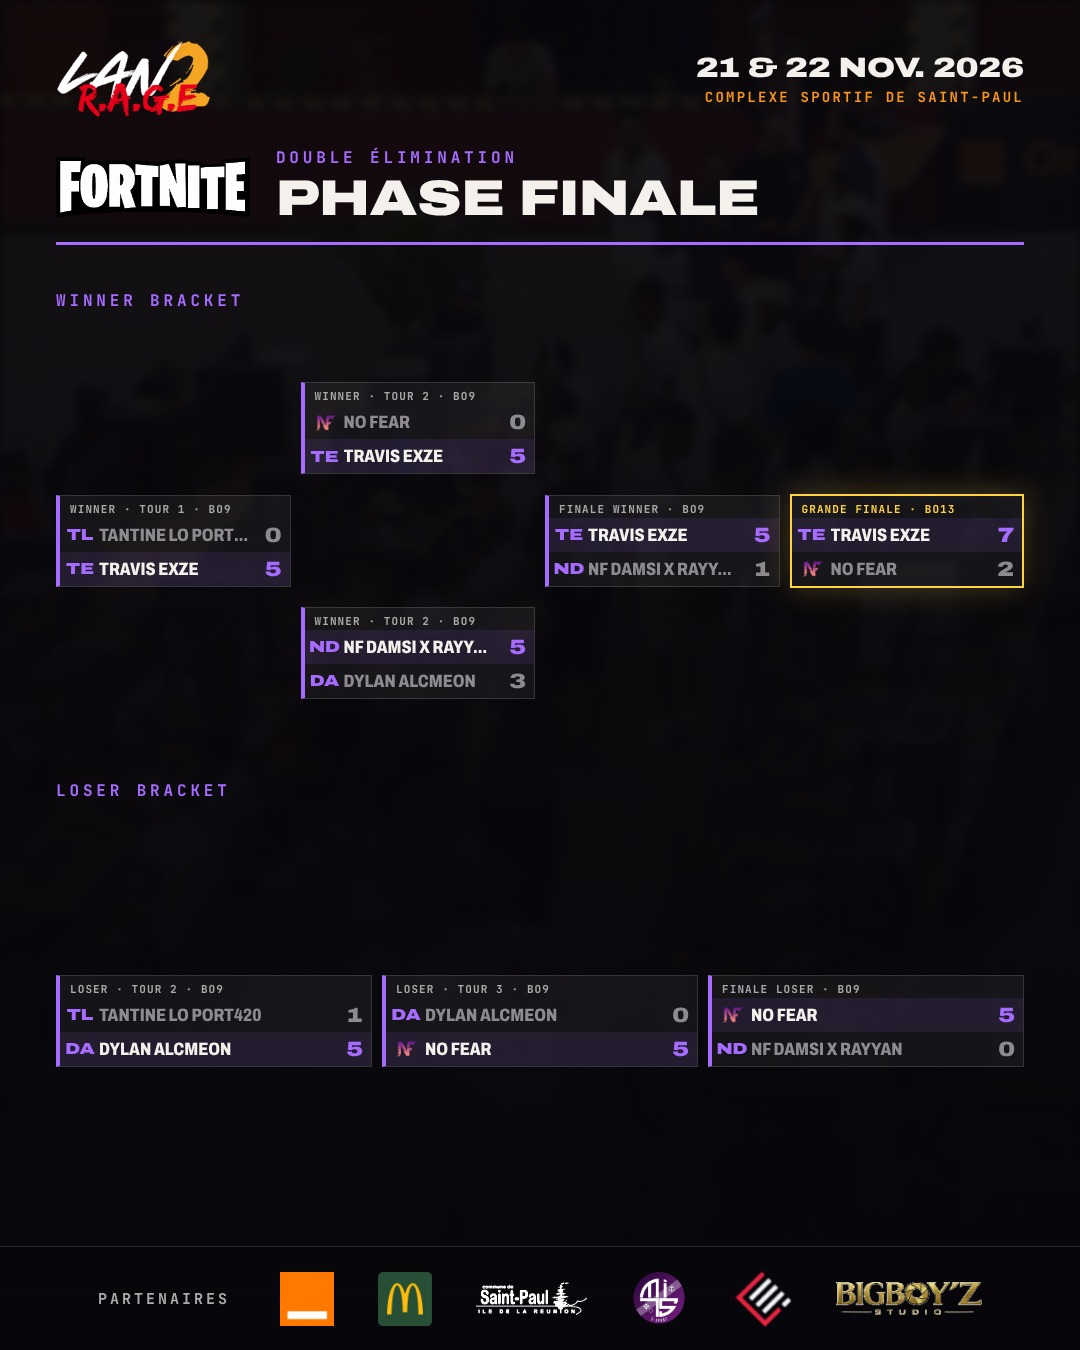 LAN 2
R.A.G.E
21 & 22 NOV. 2026
COMPLEXE SPORTIF DE SAINT-PAUL
FORTNITE
DOUBLE ÉLIMINATION
PHASE FINALE
WINNER BRACKET
WINNER · TOUR 2 · BO9
NF NO FEAR 0
TE TRAVIS EXZE 5
WINNER · TOUR 1 · BO9
TL TANTINE LO PORT... 0
TE TRAVIS EXZE 5
FINALE WINNER · BO9
TE TRAVIS EXZE 5
ND NF DAMSI X RAYY... 1
GRANDE FINALE · BO13
TE TRAVIS EXZE 7
NF NO FEAR 2
WINNER · TOUR 2 · BO9
ND NF DAMSI X RAYY... 5
DA DYLAN ALCMEON 3
LOSER BRACKET
LOSER · TOUR 2 · BO9
TL TANTINE LO PORT420 1
DA DYLAN ALCMEON 5
LOSER · TOUR 3 · BO9
DA DYLAN ALCMEON 0
NF NO FEAR 5
FINALE LOSER · BO9
NF NO FEAR 5
ND NF DAMSI X RAYYAN 0
PARTENAIRES
commune de
Saint-Paul
ILE DE LA REUNION
BIGBOY'Z
STUDIO